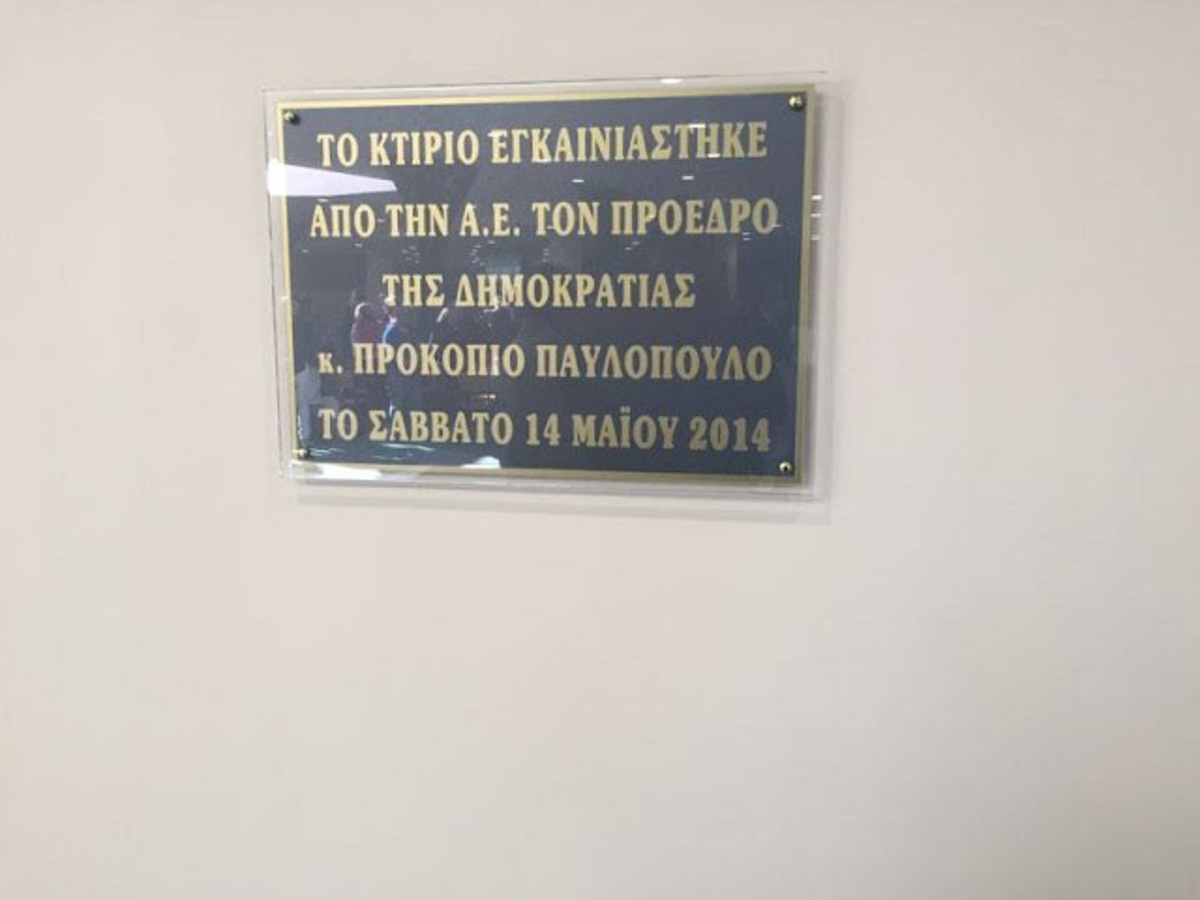 ΤΟ ΚΤΙΡΙΟ ΕΓΚΑΙΝΙΑΣΤΗΚΕ
ΑΠΟ ΤΗΝ Α.Ε. ΤΟΝ ΠΡΟΕΔΡΟ
ΤΗΣ ΔΗΜΟΚΡΑΤΙΑΣ
κ. ΠΡΟΚΟΠΙΟ ΠΑΥΛΟΠΟΥΛΟ
ΤΟ ΣΑΒΒΑΤΟ 14 ΜΑΪΟΥ 2014